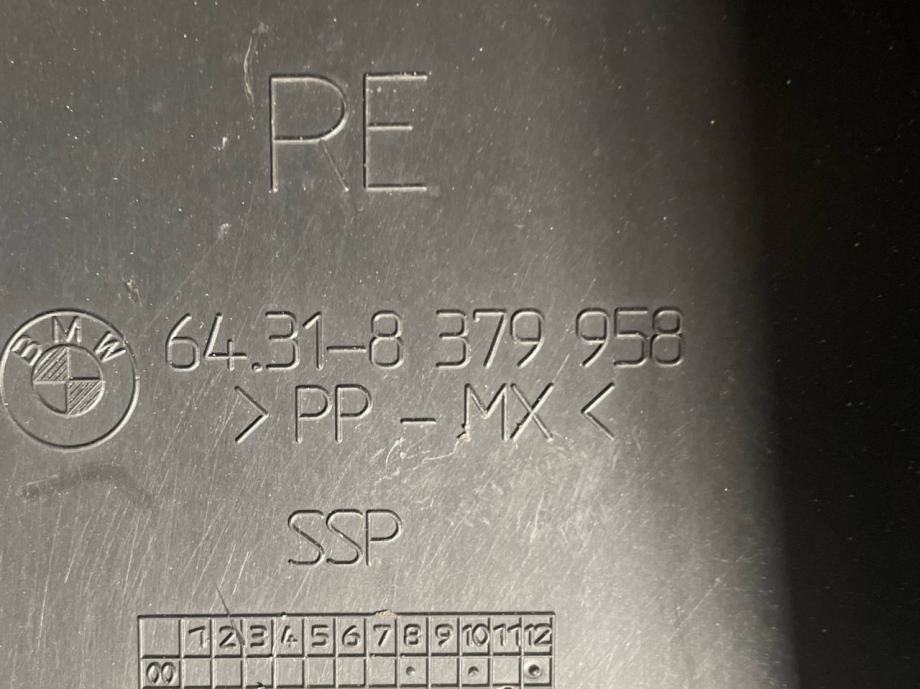 RE
BMW
64.31-8 379 958
>PP-MX<
SSP
1 2 3 4 5 6 7 8 9 10 11 12
00